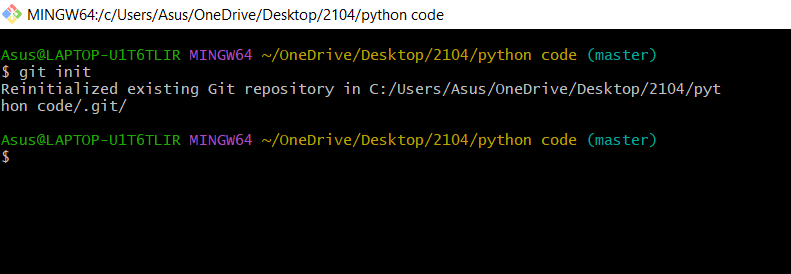 MINGW64:/c/Users/Asus/OneDrive/Desktop/2104/python code
Asus@LAPTOP-U1T6TLIR MINGW64 ~/OneDrive/Desktop/2104/python code (master)
$ git init
Reinitialized existing Git repository in C:/Users/Asus/OneDrive/Desktop/2104/pyt
hon code/.git/
Asus@LAPTOP-U1T6TLIR MINGW64 ~/OneDrive/Desktop/2104/python code (master)
$